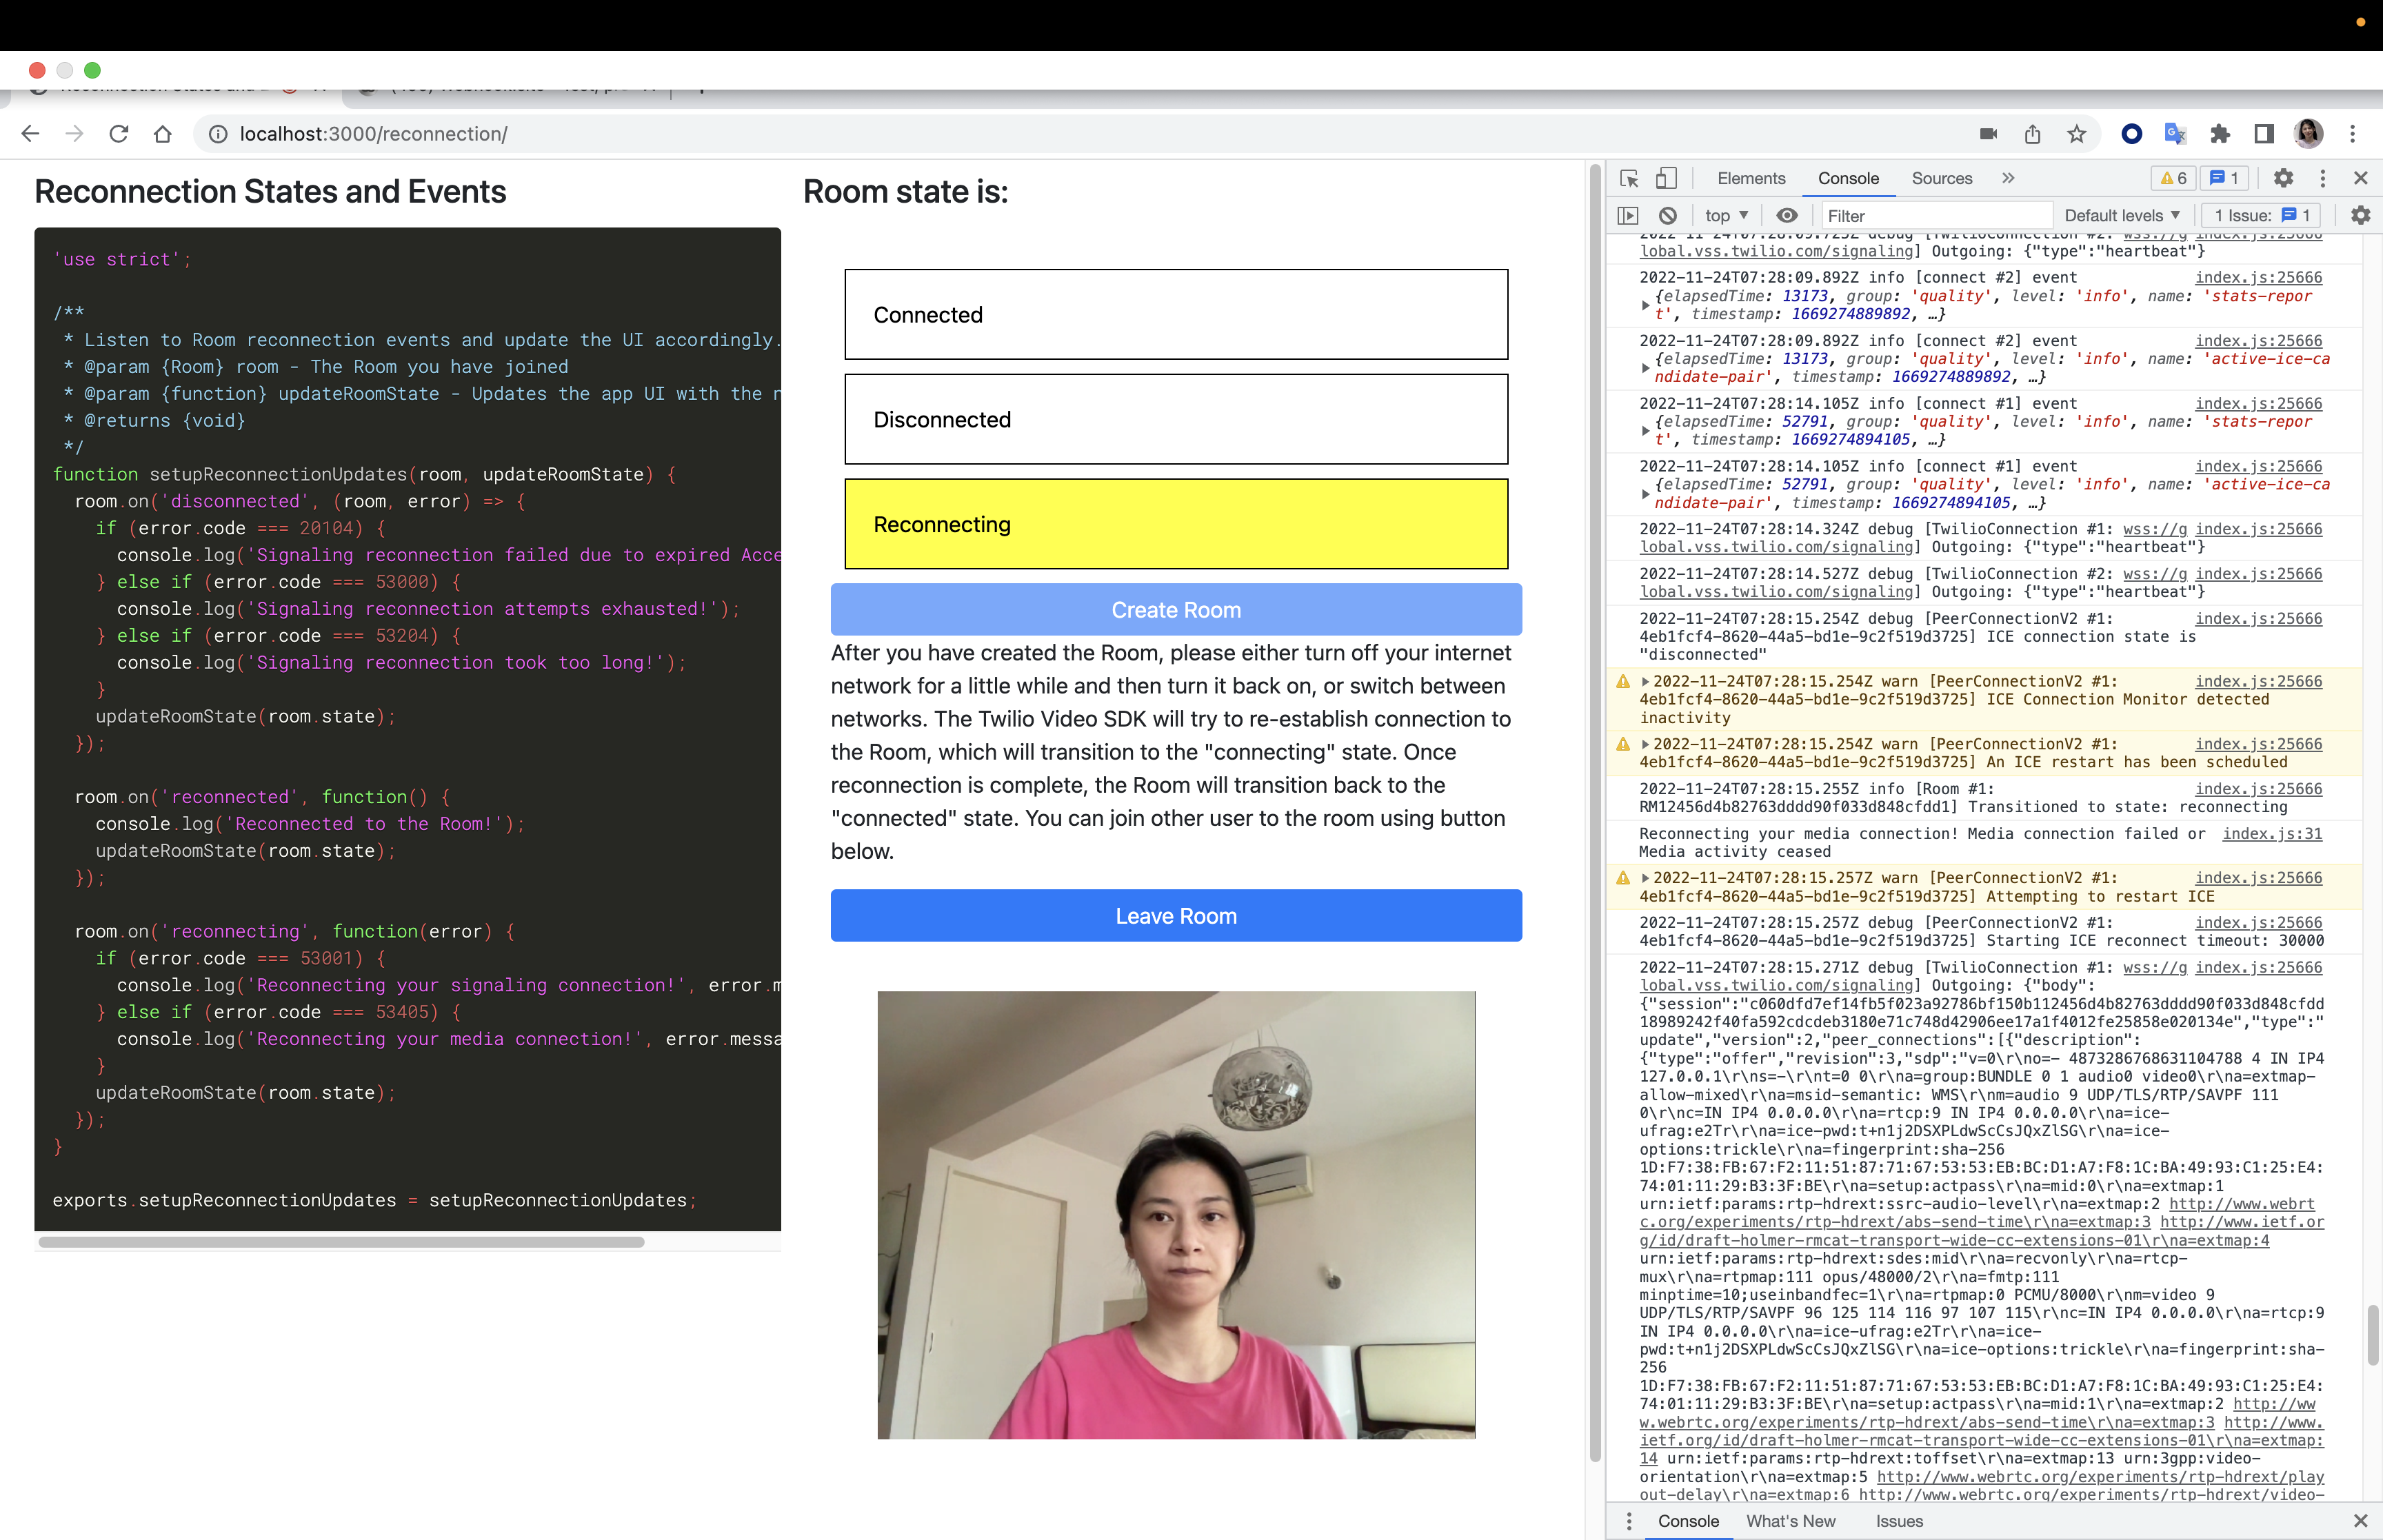 localhost:3000/reconnection/
Reconnection States and Events
'use strict';
/**
* Listen to Room reconnection events and update the UI accordingly.
* @param {Room} room - The Room you have joined
* @param {function} updateRoomState - Updates the app UI with the
* @returns {void}
*/
function setupReconnectionUpdates(room, updateRoomState) {
room.on('disconnected', (room, error) => {
if (error.code === 20104) {
console.log('Signaling reconnection failed due to expired Acce
} else if (error.code === 53000) {
console.log('Signaling reconnection attempts exhausted!');
} else if (error.code === 53204) {
console.log('Signaling reconnection took too long!');
}
updateRoomState(room.state);
});
room.on('reconnected', function() {
console.log('Reconnected to the Room!');
updateRoomState(room.state);
});
room.on('reconnecting', function(error) {
if (error.code === 53001) {
console.log('Reconnecting your signaling connection!', error.m
} else if (error.code === 53405) {
console.log('Reconnecting your media connection!', error.messa
}
updateRoomState(room.state);
});
}
exports.setupReconnectionUpdates = setupReconnectionUpdates;
Room state is:
Connected
Disconnected
Reconnecting
Create Room
After you have created the Room, please either turn off your internet
network for a little while and then turn it back on, or switch between
networks. The Twilio Video SDK will try to re-establish connection to
the Room, which will transition to the "connecting" state. Once
reconnection is complete, the Room will transition back to the
"connected" state. You can join other user to the room using button
below.
Leave Room
Elements Console Sources 6 1
top Filter Default levels 1 Issue: 1
lobal.vss.twilio.com/signaling] Outgoing: {"type":"heartbeat"}
2022-11-24T07:28:09.892Z info [connect #2] event index.js:25666
{elapsedTime: 13173, group: 'quality', level: 'info', name: 'stats-repor
t', timestamp: 1669274889892, …}
2022-11-24T07:28:09.892Z info [connect #2] event index.js:25666
{elapsedTime: 13173, group: 'quality', level: 'info', name: 'active-ice-ca
ndidate-pair', timestamp: 1669274889892, …}
2022-11-24T07:28:14.105Z info [connect #1] event index.js:25666
{elapsedTime: 52791, group: 'quality', level: 'info', name: 'stats-repor
t', timestamp: 1669274894105, …}
2022-11-24T07:28:14.105Z info [connect #1] event index.js:25666
{elapsedTime: 52791, group: 'quality', level: 'info', name: 'active-ice-ca
ndidate-pair', timestamp: 1669274894105, …}
2022-11-24T07:28:14.324Z debug [TwilioConnection #1: wss://g index.js:25666
lobal.vss.twilio.com/signaling] Outgoing: {"type":"heartbeat"}
2022-11-24T07:28:14.527Z debug [TwilioConnection #2: wss://g index.js:25666
lobal.vss.twilio.com/signaling] Outgoing: {"type":"heartbeat"}
2022-11-24T07:28:15.254Z debug [PeerConnectionV2 #1: index.js:25666
4eb1fcf4-8620-44a5-bd1e-9c2f519d3725] ICE connection state is
"disconnected"
2022-11-24T07:28:15.254Z warn [PeerConnectionV2 #1: index.js:25666
4eb1fcf4-8620-44a5-bd1e-9c2f519d3725] ICE Connection Monitor detected
inactivity
2022-11-24T07:28:15.254Z warn [PeerConnectionV2 #1: index.js:25666
4eb1fcf4-8620-44a5-bd1e-9c2f519d3725] An ICE restart has been scheduled
2022-11-24T07:28:15.255Z info [Room #1: index.js:25666
RM12456d4b82763dddd90f033d848cfdd1] Transitioned to state: reconnecting
Reconnecting your media connection! Media connection failed or index.js:31
Media activity ceased
2022-11-24T07:28:15.257Z warn [PeerConnectionV2 #1: index.js:25666
4eb1fcf4-8620-44a5-bd1e-9c2f519d3725] Attempting to restart ICE
2022-11-24T07:28:15.257Z debug [PeerConnectionV2 #1: index.js:25666
4eb1fcf4-8620-44a5-bd1e-9c2f519d3725] Starting ICE reconnect timeout: 30000
2022-11-24T07:28:15.271Z debug [TwilioConnection #1: wss://g index.js:25666
lobal.vss.twilio.com/signaling] Outgoing: {"body":
{"session":"c060dfd7ef14fb5f023a92786bf150b112456d4b82763dddd90f033d848cfdd
18989242f40fa592cdcdeb3180e71c748d42906ee17a1f4012fe25858e020134e","type":"
update","version":2,"peer_connections":[{"description":
{"type":"offer","revision":3,"sdp":"v=0\r\no=- 4873286768631104788 4 IN IP4
127.0.0.1\r\ns=-\r\nt=0 0\r\na=group:BUNDLE 0 1 audio0 video0\r\na=extmap-
allow-mixed\r\na=msid-semantic: WMS\r\nm=audio 9 UDP/TLS/RTP/SAVPF 111
0\r\nc=IN IP4 0.0.0.0\r\na=rtcp:9 IN IP4 0.0.0.0\r\na=ice-
ufrag:e2Tr\r\na=ice-pwd:t+n1j2DSXPLdwScCsJQxZlSG\r\na=ice-
options:trickle\r\na=fingerprint:sha-256
1D:F7:38:FB:67:F2:11:51:87:71:67:53:53:EB:BC:D1:A7:F8:1C:BA:49:93:C1:25:E4:
74:01:11:29:B3:3F:BE\r\na=setup:actpass\r\na=mid:0\r\na=extmap:1
urn:ietf:params:rtp-hdrext:ssrc-audio-level\r\na=extmap:2 http://www.webrt
c.org/experiments/rtp-hdrext/abs-send-time\r\na=extmap:3 http://www.ietf.or
g/id/draft-holmer-rmcat-transport-wide-cc-extensions-01\r\na=extmap:4
urn:ietf:params:rtp-hdrext:sdes:mid\r\na=recvonly\r\na=rtcp-
mux\r\na=rtpmap:111 opus/48000/2\r\na=fmtp:111
minptime=10;useinbandfec=1\r\na=rtpmap:0 PCMU/8000\r\nm=video 9
UDP/TLS/RTP/SAVPF 96 125 114 116 97 107 115\r\nc=IN IP4 0.0.0.0\r\na=rtcp:9
IN IP4 0.0.0.0\r\na=ice-ufrag:e2Tr\r\na=ice-
pwd:t+n1j2DSXPLdwScCsJQxZlSG\r\na=ice-options:trickle\r\na=fingerprint:sha-
256
1D:F7:38:FB:67:F2:11:51:87:71:67:53:53:EB:BC:D1:A7:F8:1C:BA:49:93:C1:25:E4:
74:01:11:29:B3:3F:BE\r\na=setup:actpass\r\na=mid:1\r\na=extmap:2 http://ww
w.webrtc.org/experiments/rtp-hdrext/abs-send-time\r\na=extmap:3 http://www.
ietf.org/id/draft-holmer-rmcat-transport-wide-cc-extensions-01\r\na=extmap:
14 urn:ietf:params:rtp-hdrext:toffset\r\na=extmap:13 urn:3gpp:video-
orientation\r\na=extmap:5 http://www.webrtc.org/experiments/rtp-hdrext/play
out-delay\r\na=extmap:6 http://www.webrtc.org/experiments/rtp-hdrext/video-
Console What's New Issues